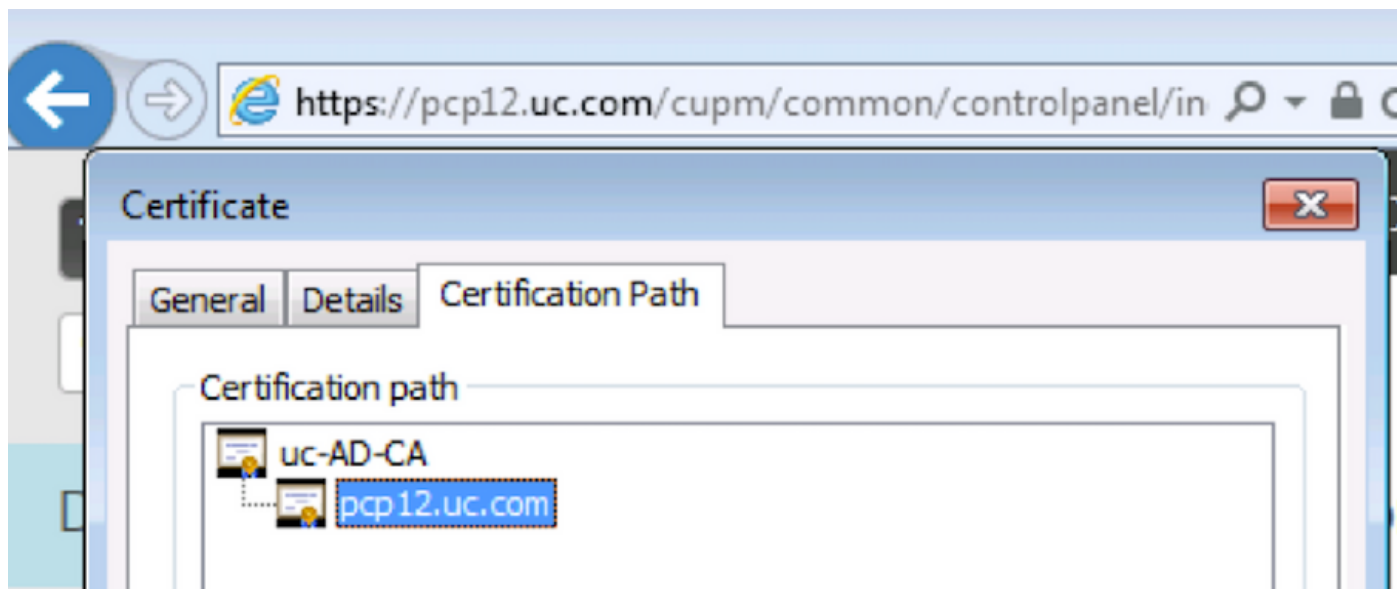 https://pcp12.uc.com/cupm/common/controlpanel/in
Certificate
General Details Certification Path
Certification path
uc-AD-CA
pcp12.uc.com